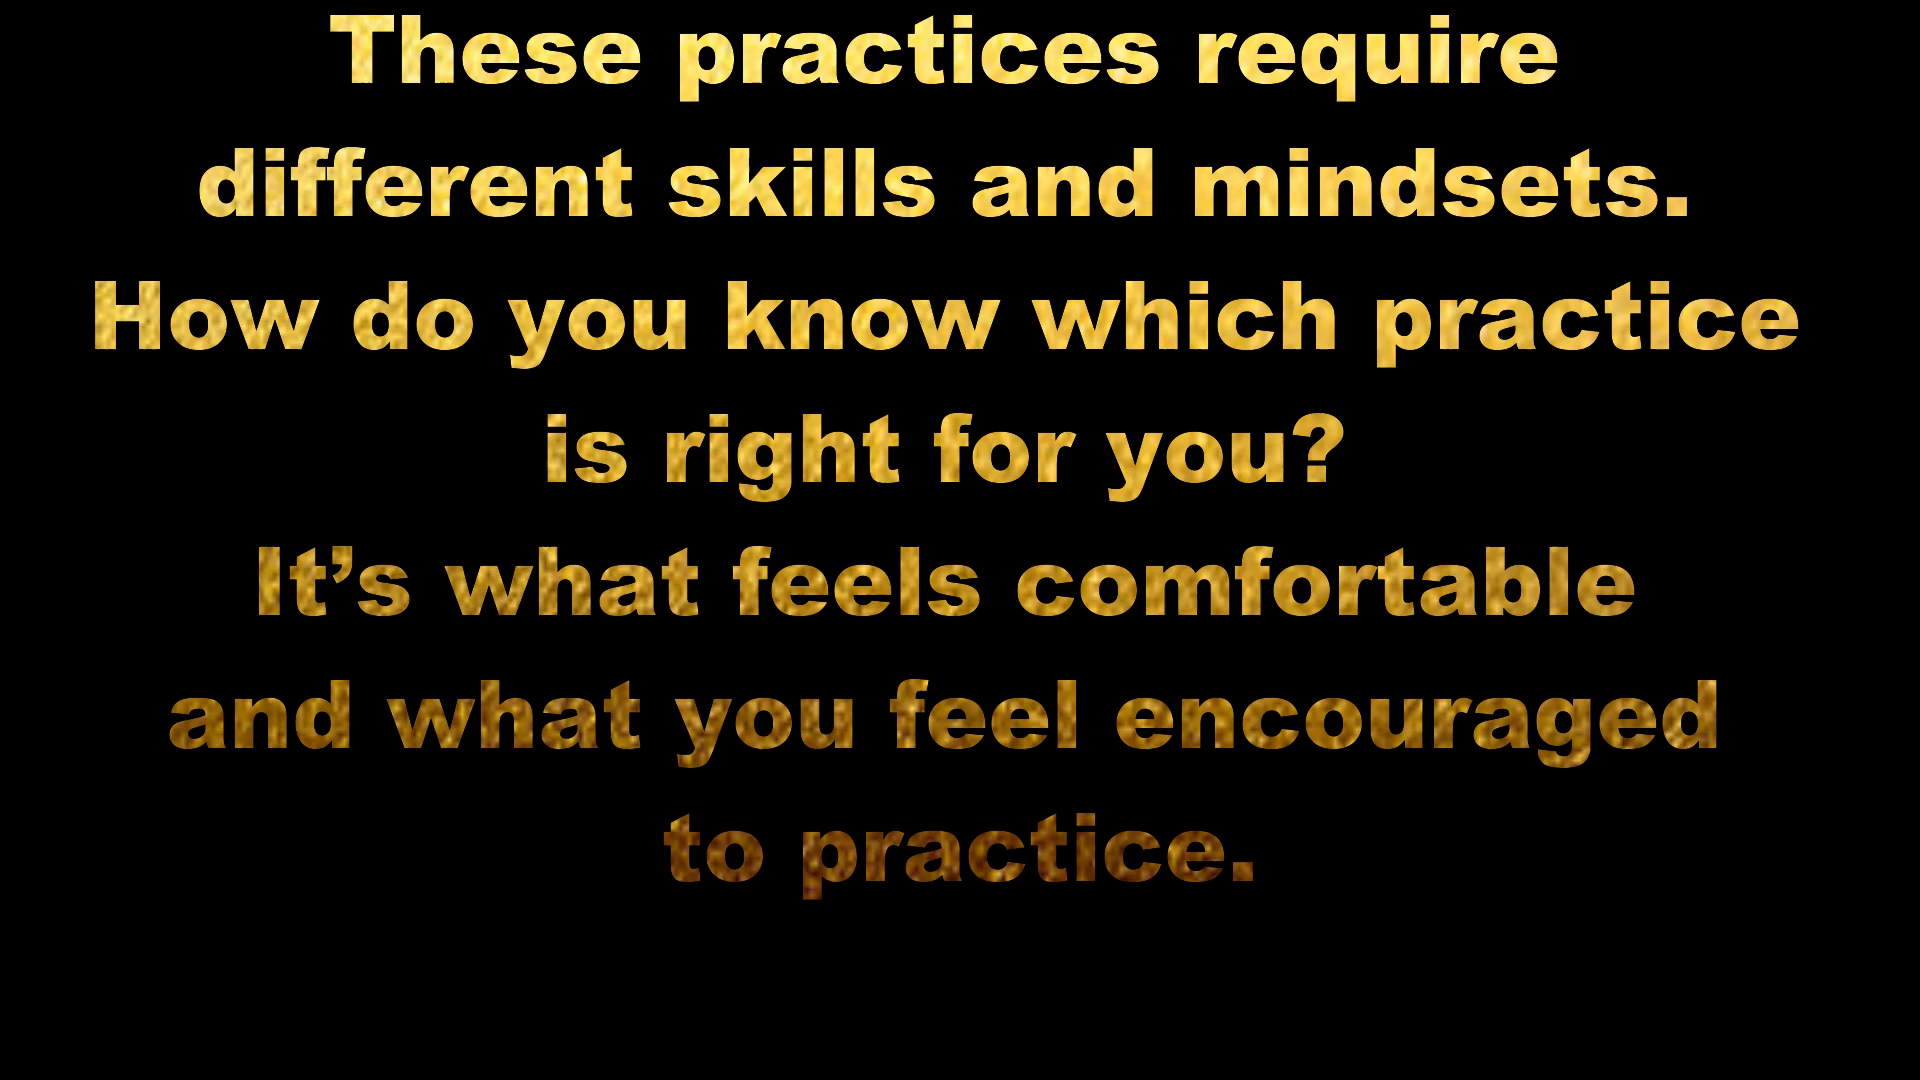 These practices require
different skills and mindsets.
How do you know which practice
is right for you?
It’s what feels comfortable
and what you feel encouraged
to practice.